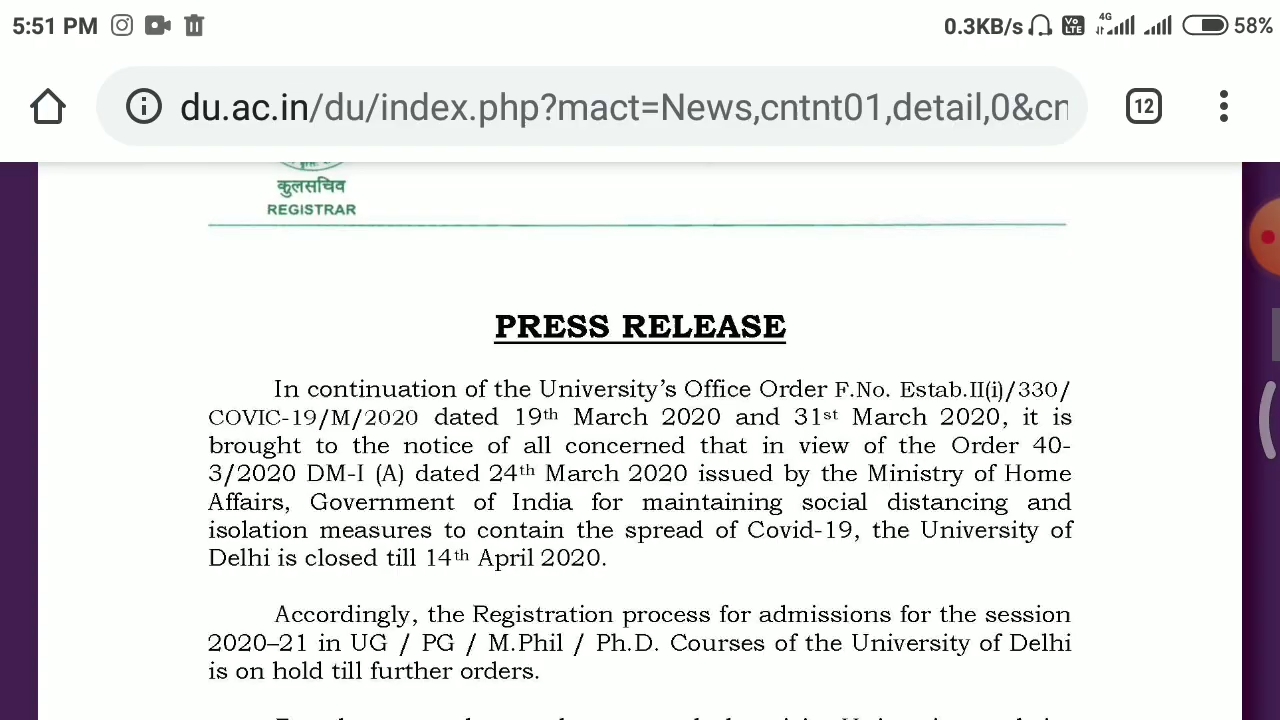 5:51 PM 0.3KB/s Vo LTE 4G 58%
du.ac.in/du/index.php?mact=News,cntnt01,detail,0&cn 12
कुलसचिव
REGISTRAR
PRESS RELEASE
In continuation of the University's Office Order F.No. Estab.II(i)/330/
COVIC-19/M/2020 dated 19th March 2020 and 31st March 2020, it is
brought to the notice of all concerned that in view of the Order 40-
3/2020 DM-I (A) dated 24th March 2020 issued by the Ministry of Home
Affairs, Government of India for maintaining social distancing and
isolation measures to contain the spread of Covid-19, the University of
Delhi is closed till 14th April 2020.
Accordingly, the Registration process for admissions for the session
2020–21 in UG / PG / M.Phil / Ph.D. Courses of the University of Delhi
is on hold till further orders.